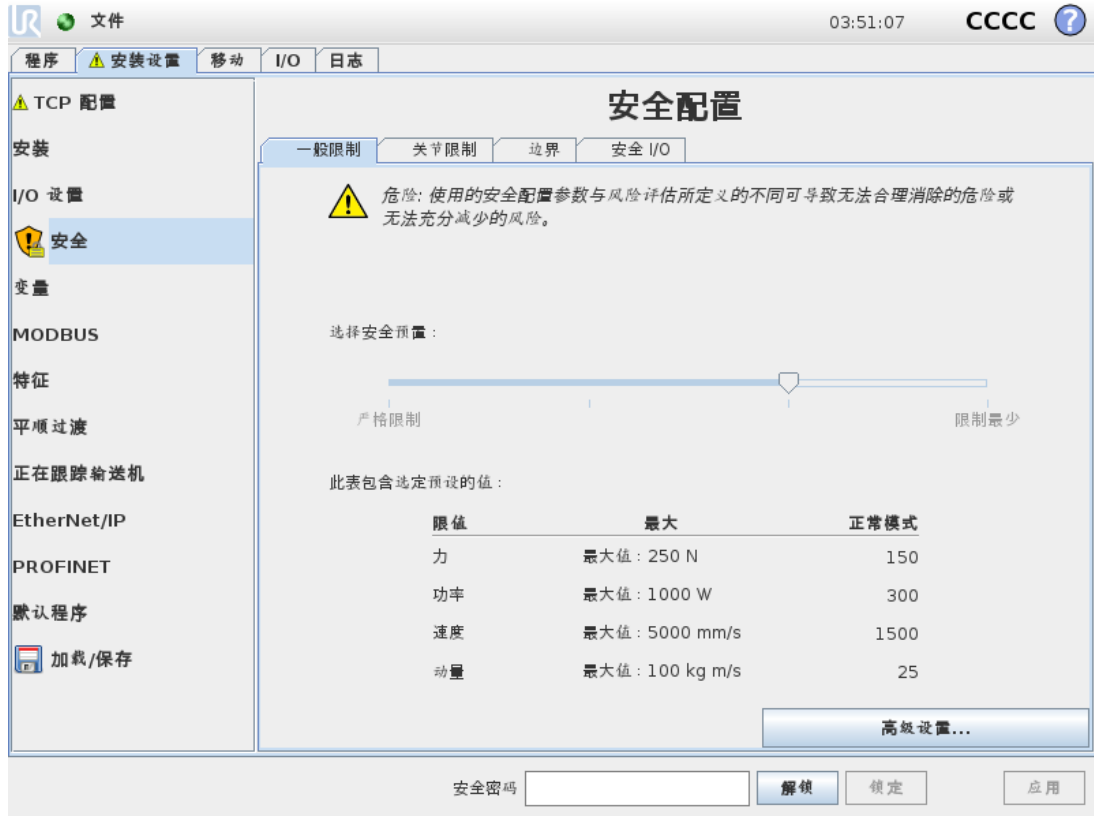 UR 文件 03:51:07 CCCC ?
程序 安装设置 移动 I/O 日志
TCP 配置
安装
I/O 设置
安全
变量
MODBUS
特征
平顺过渡
正在跟踪输送机
EtherNet/IP
PROFINET
默认程序
加载/保存
安全配置
一般限制 关节限制 边界 安全 I/O
危险: 使用的安全配置参数与风险评估所定义的不同可导致无法合理消除的危险或
无法充分减少的风险。
选择安全预置:
严格限制 限制最少
此表包含选定预设的值:
限值 最大 正常模式
力 最大值:250 N 150
功率 最大值:1000 W 300
速度 最大值:5000 mm/s 1500
动量 最大值:100 kg m/s 25
高级设置...
安全密码 解锁 锁定 应用